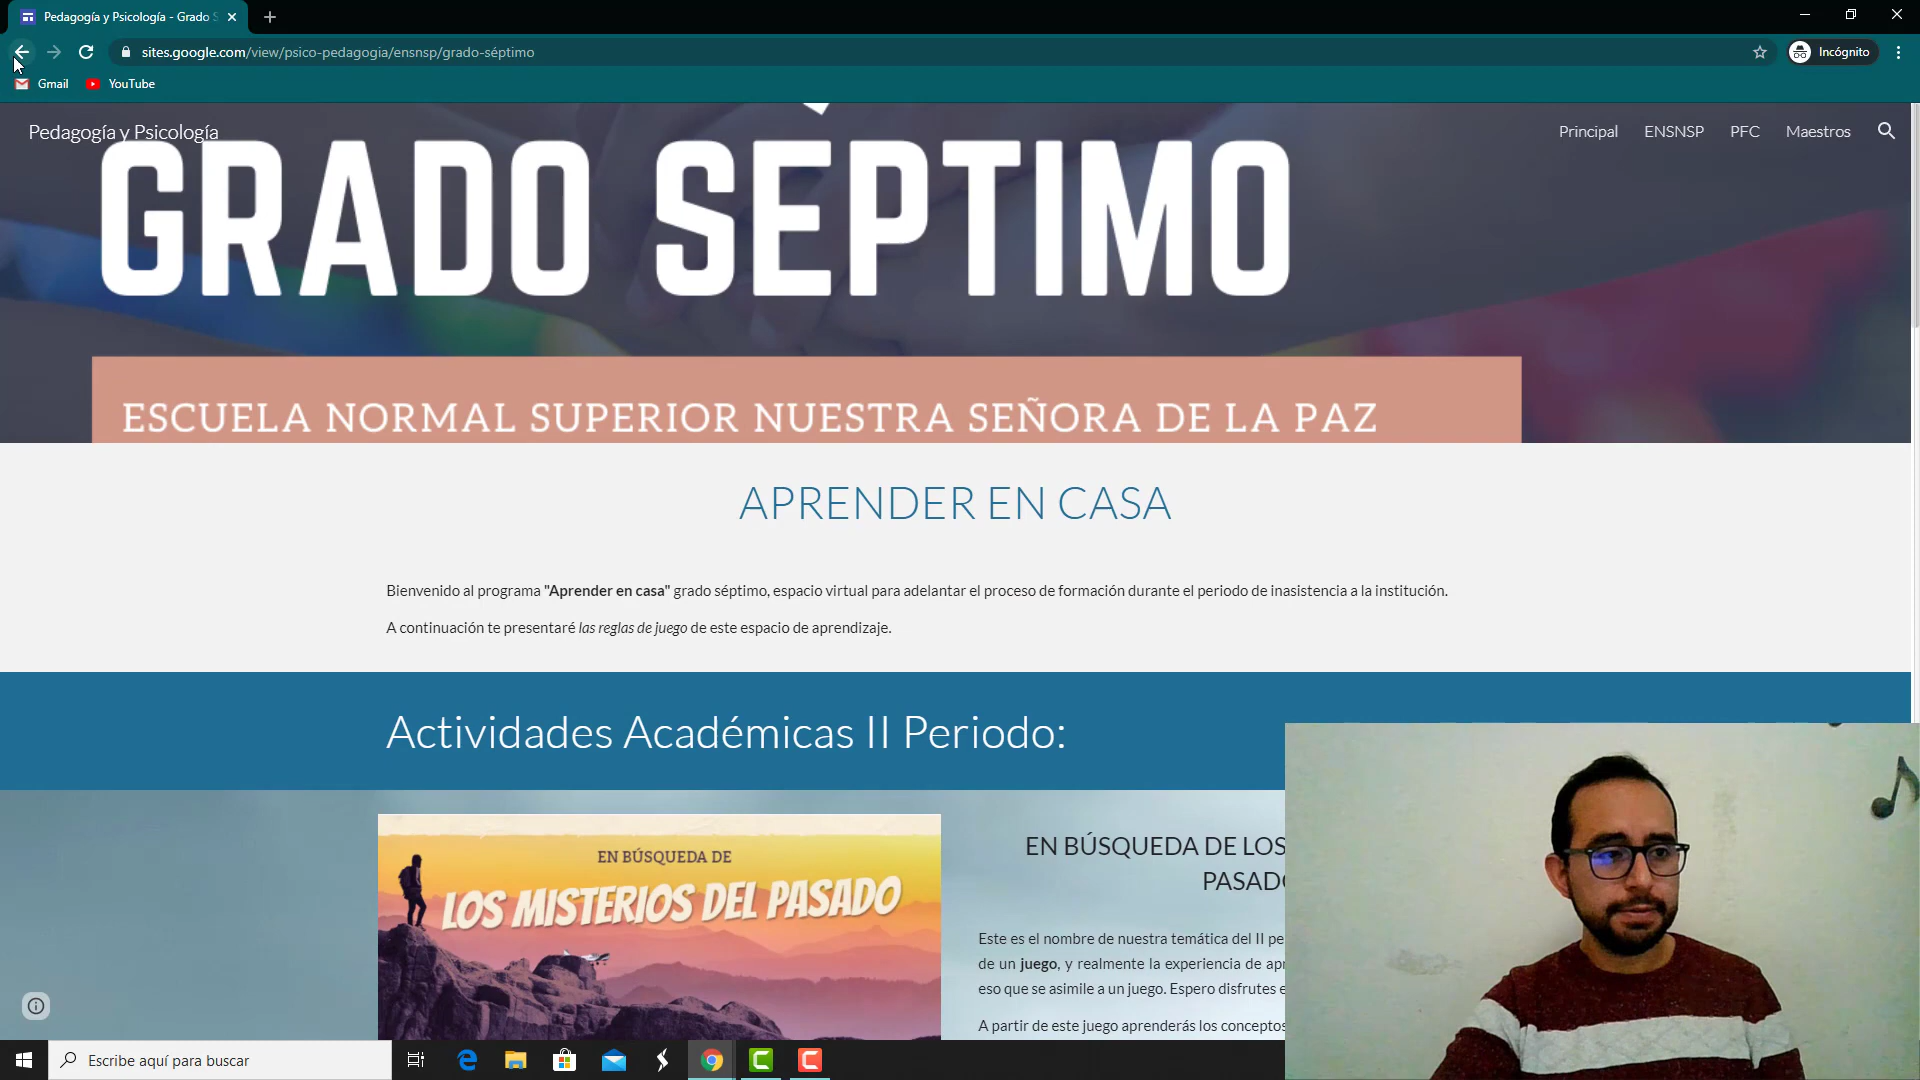 Pedagogía y Psicología - Grado S
sites.google.com/view/psico-pedagogia/ensnsp/grado-séptimo
Incógnito
Gmail
YouTube
Pedagogía y Psicología
Principal
ENSNSP
PFC
Maestros
GRADO SÉPTIMO
ESCUELA NORMAL SUPERIOR NUESTRA SEÑORA DE LA PAZ
APRENDER EN CASA
Bienvenido al programa "Aprender en casa" grado séptimo, espacio virtual para adelantar el proceso de formación durante el periodo de inasistencia a la institución.
A continuación te presentaré las reglas de juego de este espacio de aprendizaje.
Actividades Académicas II Periodo:
EN BÚSQUEDA DE
LOS MISTERIOS DEL PASADO
EN BÚSQUEDA DE LOS
PASADO
Este es el nombre de nuestra temática del II pe
de un juego, y realmente la experiencia de apr
eso que se asimile a un juego. Espero disfrutes e
A partir de este juego aprenderás los conceptos
Escribe aquí para buscar